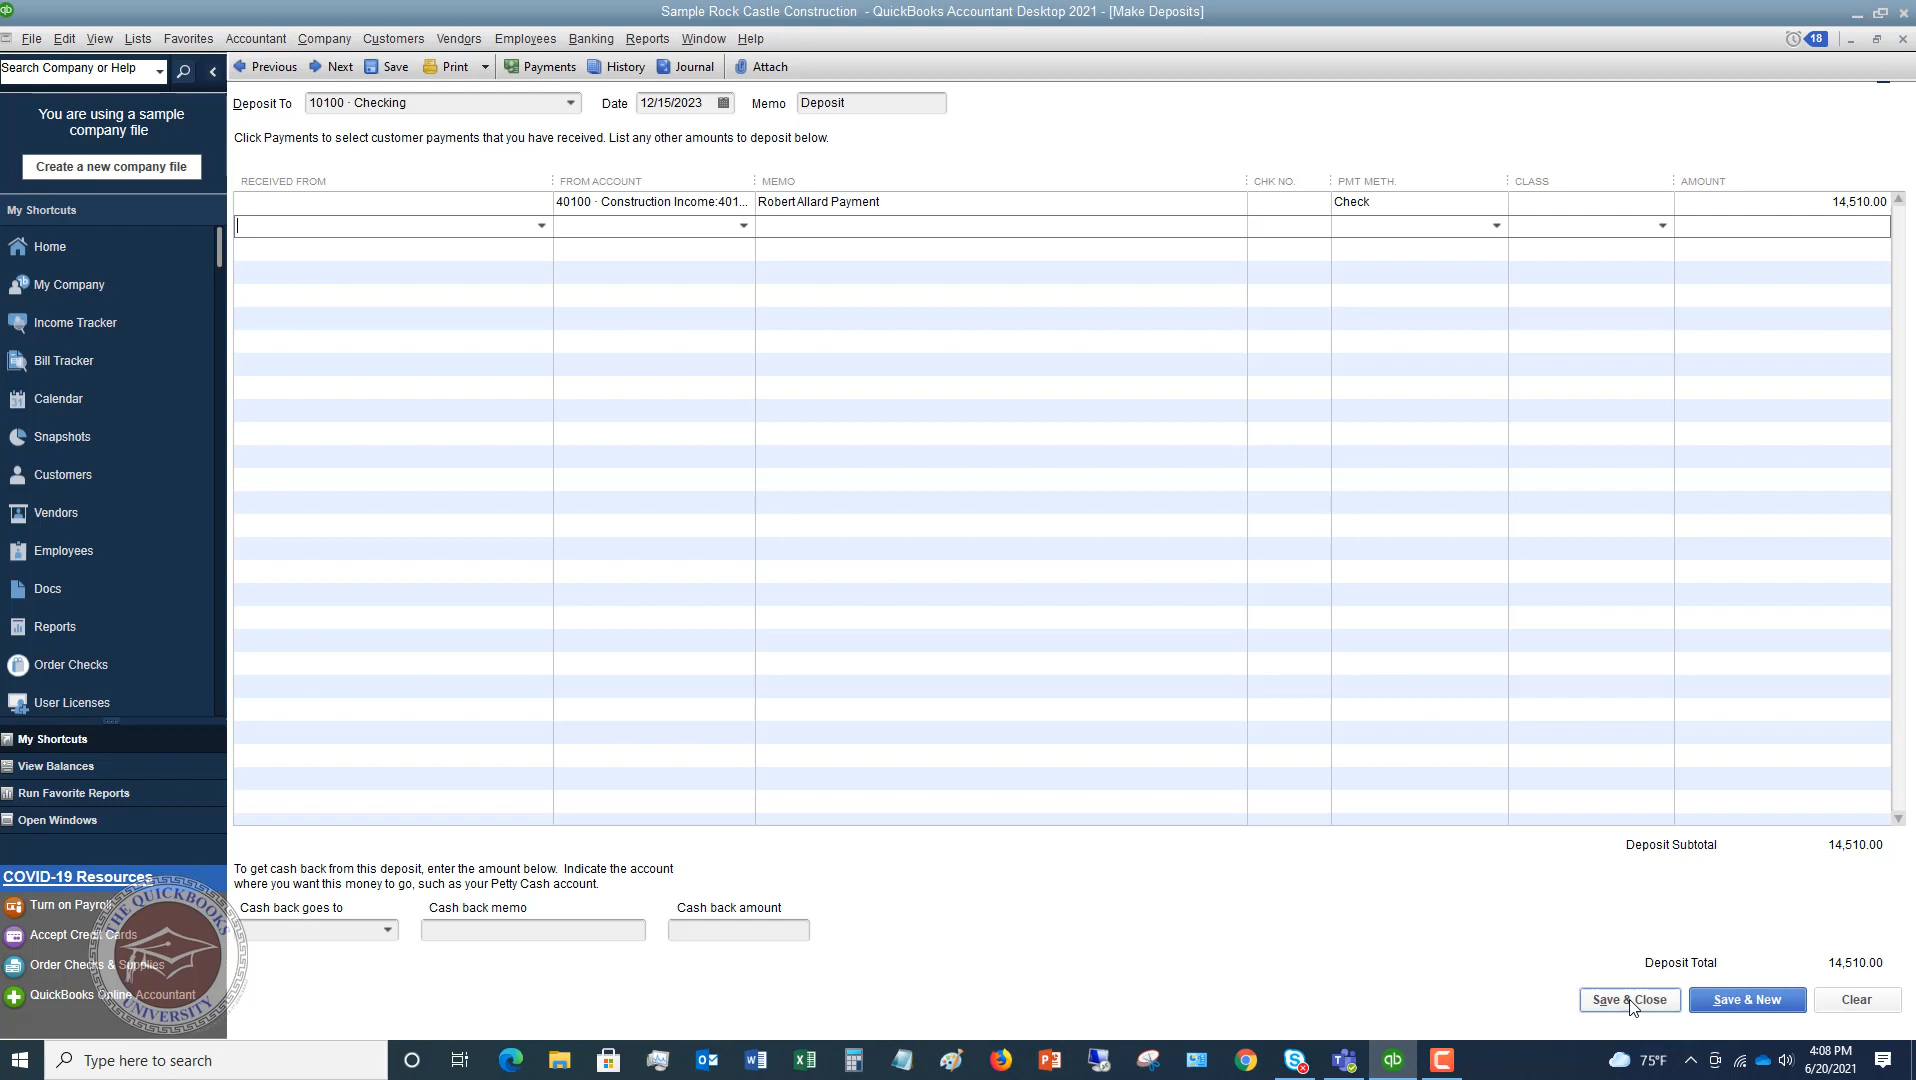 Sample Rock Castle Construction - QuickBooks Accountant Desktop 2021 - [Make Deposits]
File Edit View Lists Favorites Accountant Company Customers Vendors Employees Banking Reports Window Help
18
Search Company or Help
Previous Next Save Print Payments History Journal Attach
You are using a sample
company file
Create a new company file
My Shortcuts
Home
My Company
Income Tracker
Bill Tracker
Calendar
Snapshots
Customers
Vendors
Employees
Docs
Reports
Order Checks
User Licenses
My Shortcuts
View Balances
Run Favorite Reports
Open Windows
COVID-19 Resources
Turn on Payroll
Accept Credit Cards
Order Checks & Supplies
QuickBooks Online Accountant
THE QUICKBOOKS
UNIVERSITY
Deposit To 10100 · Checking Date 12/15/2023 Memo Deposit
Click Payments to select customer payments that you have received. List any other amounts to deposit below.
RECEIVED FROM FROM ACCOUNT MEMO CHK NO. PMT METH. CLASS AMOUNT
40100 · Construction Income:401... Robert Allard Payment Check 14,510.00
Deposit Subtotal 14,510.00
To get cash back from this deposit, enter the amount below. Indicate the account
where you want this money to go, such as your Petty Cash account.
Cash back goes to Cash back memo Cash back amount
Deposit Total 14,510.00
Save & Close Save & New Clear
Type here to search
75°F
4:08 PM
6/20/2021